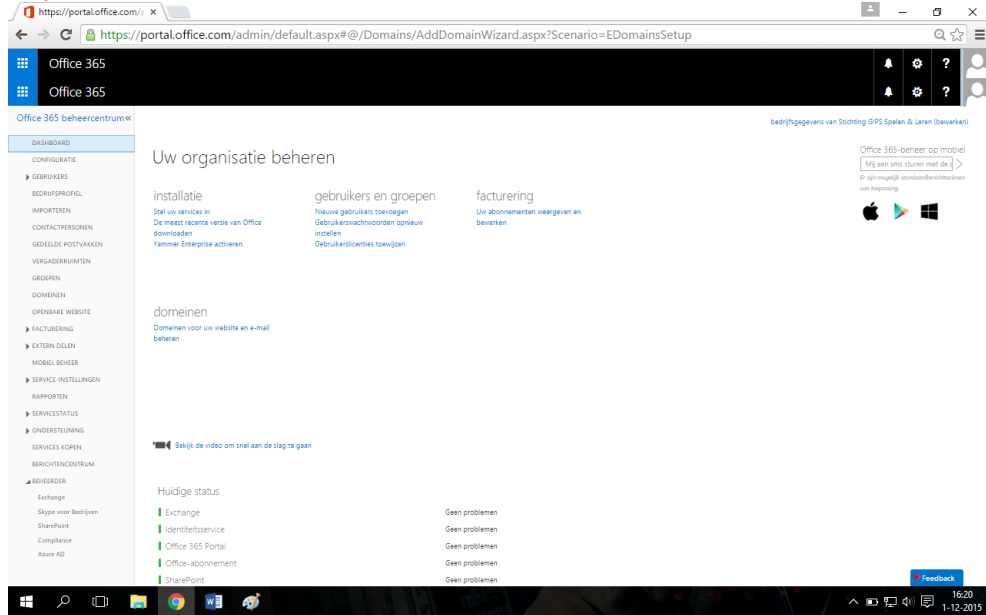 https://portal.office.com/a
https://portal.office.com/admin/default.aspx#@/Domains/AddDomainWizard.aspx?Scenario=EDomainsSetup
Office 365
?
Office 365
?
Office 365 beheercentrum«
bedrijfsgegevens van Stichting GIPS Spelen & Leren (bewerken)
DASHBOARD
CONFIGURATIE
GEBRUIKERS
BEDRIJFSPROFIEL
IMPORTEREN
CONTACTPERSONEN
GEDEELDE POSTVAKKEN
VERGADERRUIMTEN
GROEPEN
DOMEINEN
OPENBARE WEBSITE
FACTURERING
EXTERN DELEN
MOBIEL BEHEER
SERVICE-INSTELLINGEN
RAPPORTEN
SERVICESTATUS
ONDERSTEUNING
SERVICES KOPEN
BERICHTENCENTRUM
BEHEERDER
Exchange
Skype voor Bedrijven
SharePoint
Compliance
Azure AD
Uw organisatie beheren
installatie
Stel uw services in
De meest recente versie van Office
downloaden
Yammer Enterprise activeren
gebruikers en groepen
Nieuwe gebruikers toevoegen
Gebruikerswachtwoorden opnieuw
instellen
Gebruikerslicenties toewijzen
facturering
Uw abonnementen weergeven en
bewerken
domeinen
Domeinen voor uw website en e-mail
beheren
Bekijk de video om snel aan de slag te gaan
Huidige status
Exchange Geen problemen
Identiteitsservice Geen problemen
Office 365 Portal Geen problemen
Office-abonnement Geen problemen
SharePoint Geen problemen
Office 365-beheer op mobiel
Mij een sms sturen met de
Er zijn mogelijk standaardberichttarieven
van toepassing.
Feedback
16:20
1-12-2015